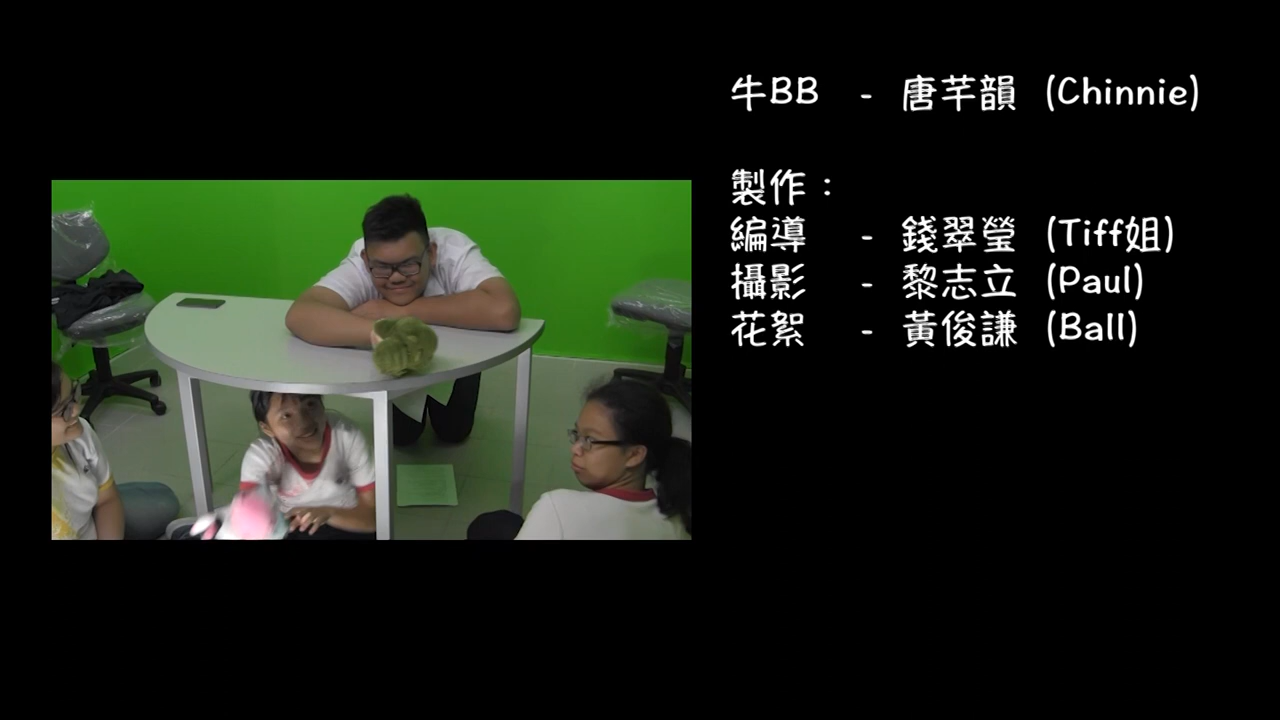 牛BB - 唐芊韻 (Chinnie)
製作：
編導 - 錢翠瑩 (Tiff姐)
攝影 - 黎志立 (Paul)
花絮 - 黃俊謙 (Ball)